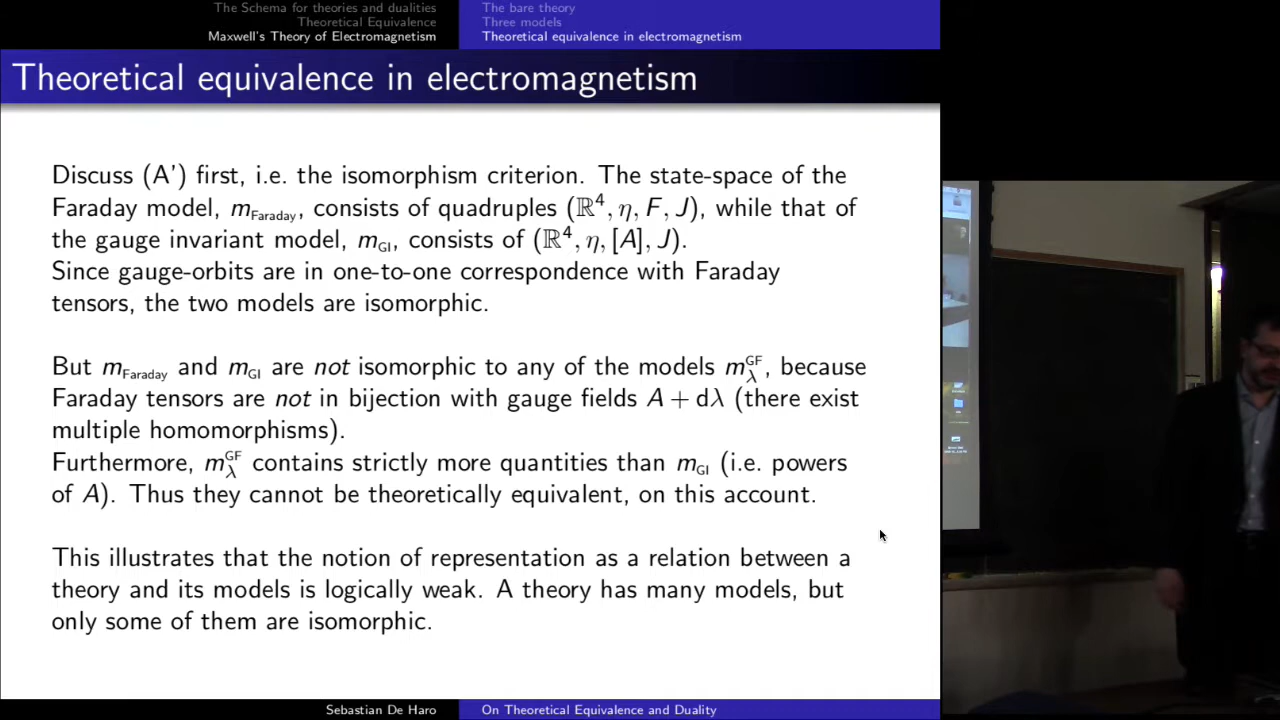 The Schema for theories and dualities
Theoretical Equivalence
Maxwell's Theory of Electromagnetism
The bare theory
Three models
Theoretical equivalence in electromagnetism
Theoretical equivalence in electromagnetism
Discuss (A') first, i.e. the isomorphism criterion. The state-space of the
Faraday model, m_Faraday, consists of quadruples (ℝ⁴, η, F, J), while that of
the gauge invariant model, m_GI, consists of (ℝ⁴, η, [A], J).
Since gauge-orbits are in one-to-one correspondence with Faraday
tensors, the two models are isomorphic.
But m_Faraday and m_GI are not isomorphic to any of the models m_λ^GF, because
Faraday tensors are not in bijection with gauge fields A + dλ (there exist
multiple homomorphisms).
Furthermore, m_λ^GF contains strictly more quantities than m_GI (i.e. powers
of A). Thus they cannot be theoretically equivalent, on this account.
This illustrates that the notion of representation as a relation between a
theory and its models is logically weak. A theory has many models, but
only some of them are isomorphic.
Sebastian De Haro
On Theoretical Equivalence and Duality